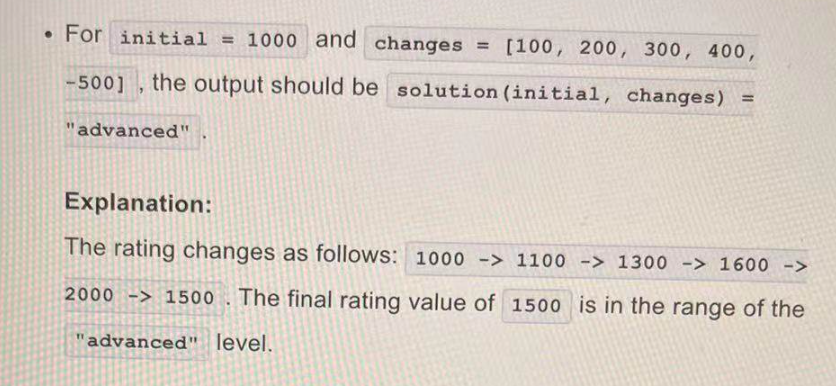 • For initial = 1000 and changes = [100, 200, 300, 400,
-500] , the output should be solution(initial, changes) =
"advanced" .
Explanation:
The rating changes as follows: 1000 -> 1100 -> 1300 -> 1600 ->
2000 -> 1500 . The final rating value of 1500 is in the range of the
"advanced" level.